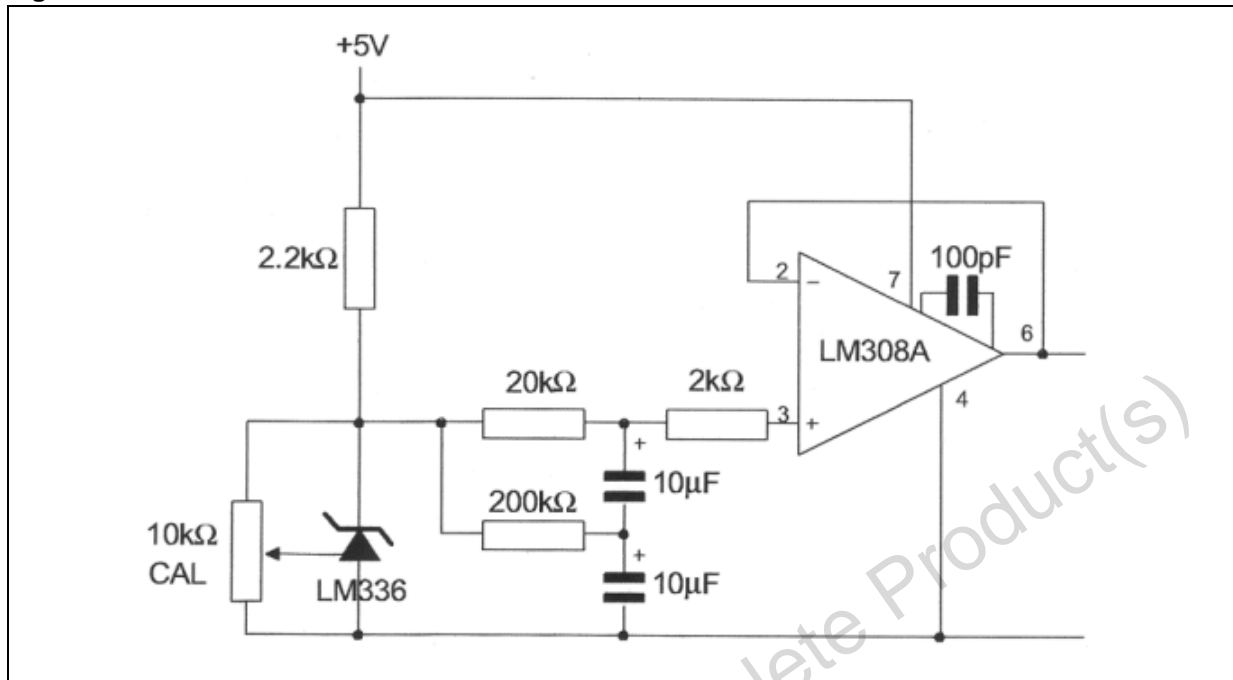 +5V
2.2kΩ
2
−
7
100pF
6
LM308A
20kΩ
2kΩ
3
+
4
+
10µF
200kΩ
10kΩ
CAL
LM336
+
10µF
lete Product(s)